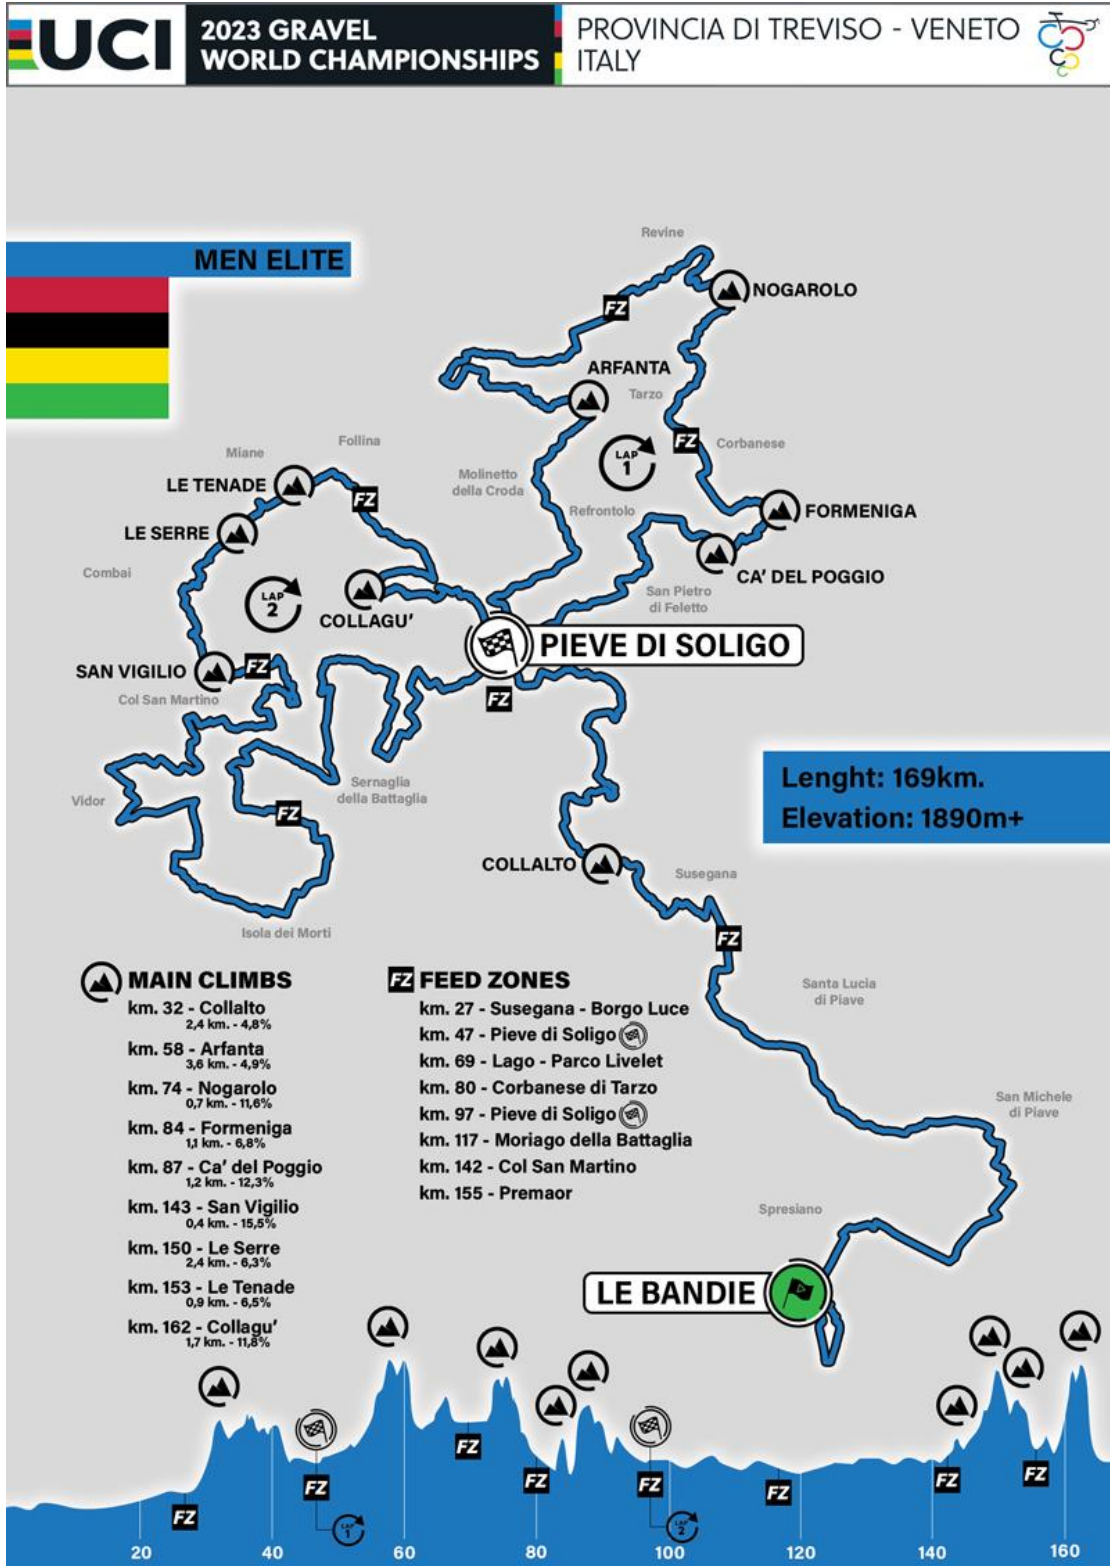 UCI
2023 GRAVEL
WORLD CHAMPIONSHIPS
PROVINCIA DI TREVISO - VENETO
ITALY
MEN ELITE
Revine
NOGAROLO
FZ
ARFANTA
Tarzo
FZ
Corbanese
LAP
1
Follina
Miane
LE TENADE
FZ
Molinetto
della Croda
Refrontolo
FORMENIGA
LE SERRE
Combai
CA' DEL POGGIO
San Pietro
di Feletto
LAP
2
COLLAGU'
PIEVE DI SOLIGO
SAN VIGILIO
FZ
FZ
Col San Martino
Sernaglia
della Battaglia
Vidor
FZ
Lenght: 169km.
Elevation: 1890m+
COLLALTO
Susegana
Isola dei Morti
FZ
Santa Lucia
di Piave
San Michele
di Piave
Spresiano
LE BANDIE
MAIN CLIMBS
km. 32 - Collalto
2,4 km. - 4,8%
km. 58 - Arfanta
3,6 km. - 4,9%
km. 74 - Nogarolo
0,7 km. - 11,6%
km. 84 - Formeniga
1,1 km. - 6,8%
km. 87 - Ca' del Poggio
1,2 km. - 12,3%
km. 143 - San Vigilio
0,4 km. - 15,5%
km. 150 - Le Serre
2,4 km. - 6,3%
km. 153 - Le Tenade
0,9 km. - 6,5%
km. 162 - Collagu'
1,7 km. - 11,8%
FZ FEED ZONES
km. 27 - Susegana - Borgo Luce
km. 47 - Pieve di Soligo
km. 69 - Lago - Parco Livelet
km. 80 - Corbanese di Tarzo
km. 97 - Pieve di Soligo
km. 117 - Moriago della Battaglia
km. 142 - Col San Martino
km. 155 - Premaor
FZ FZ FZ FZ FZ FZ FZ FZ
LAP
1
LAP
2
20 40 60 80 100 120 140 160